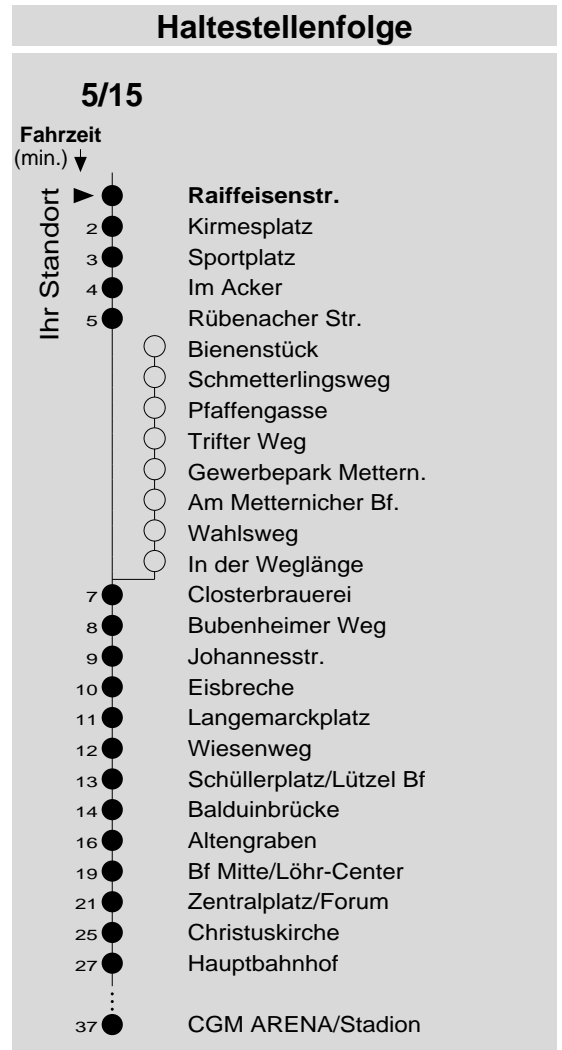 Haltestellenfolge
5/15
Fahrzeit
(min.)
Ihr Standort
Raiffeisenstr.
2 Kirmesplatz
3 Sportplatz
4 Im Acker
5 Rübenacher Str.
Bienenstück
Schmetterlingsweg
Pfaffengasse
Trifter Weg
Gewerbepark Mettern.
Am Metternicher Bf.
Wahlsweg
In der Weglänge
7 Closterbrauerei
8 Bubenheimer Weg
9 Johannesstr.
10 Eisbreche
11 Langemarckplatz
12 Wiesenweg
13 Schüllerplatz/Lützel Bf
14 Balduinbrücke
16 Altengraben
19 Bf Mitte/Löhr-Center
21 Zentralplatz/Forum
25 Christuskirche
27 Hauptbahnhof
37 CGM ARENA/Stadion